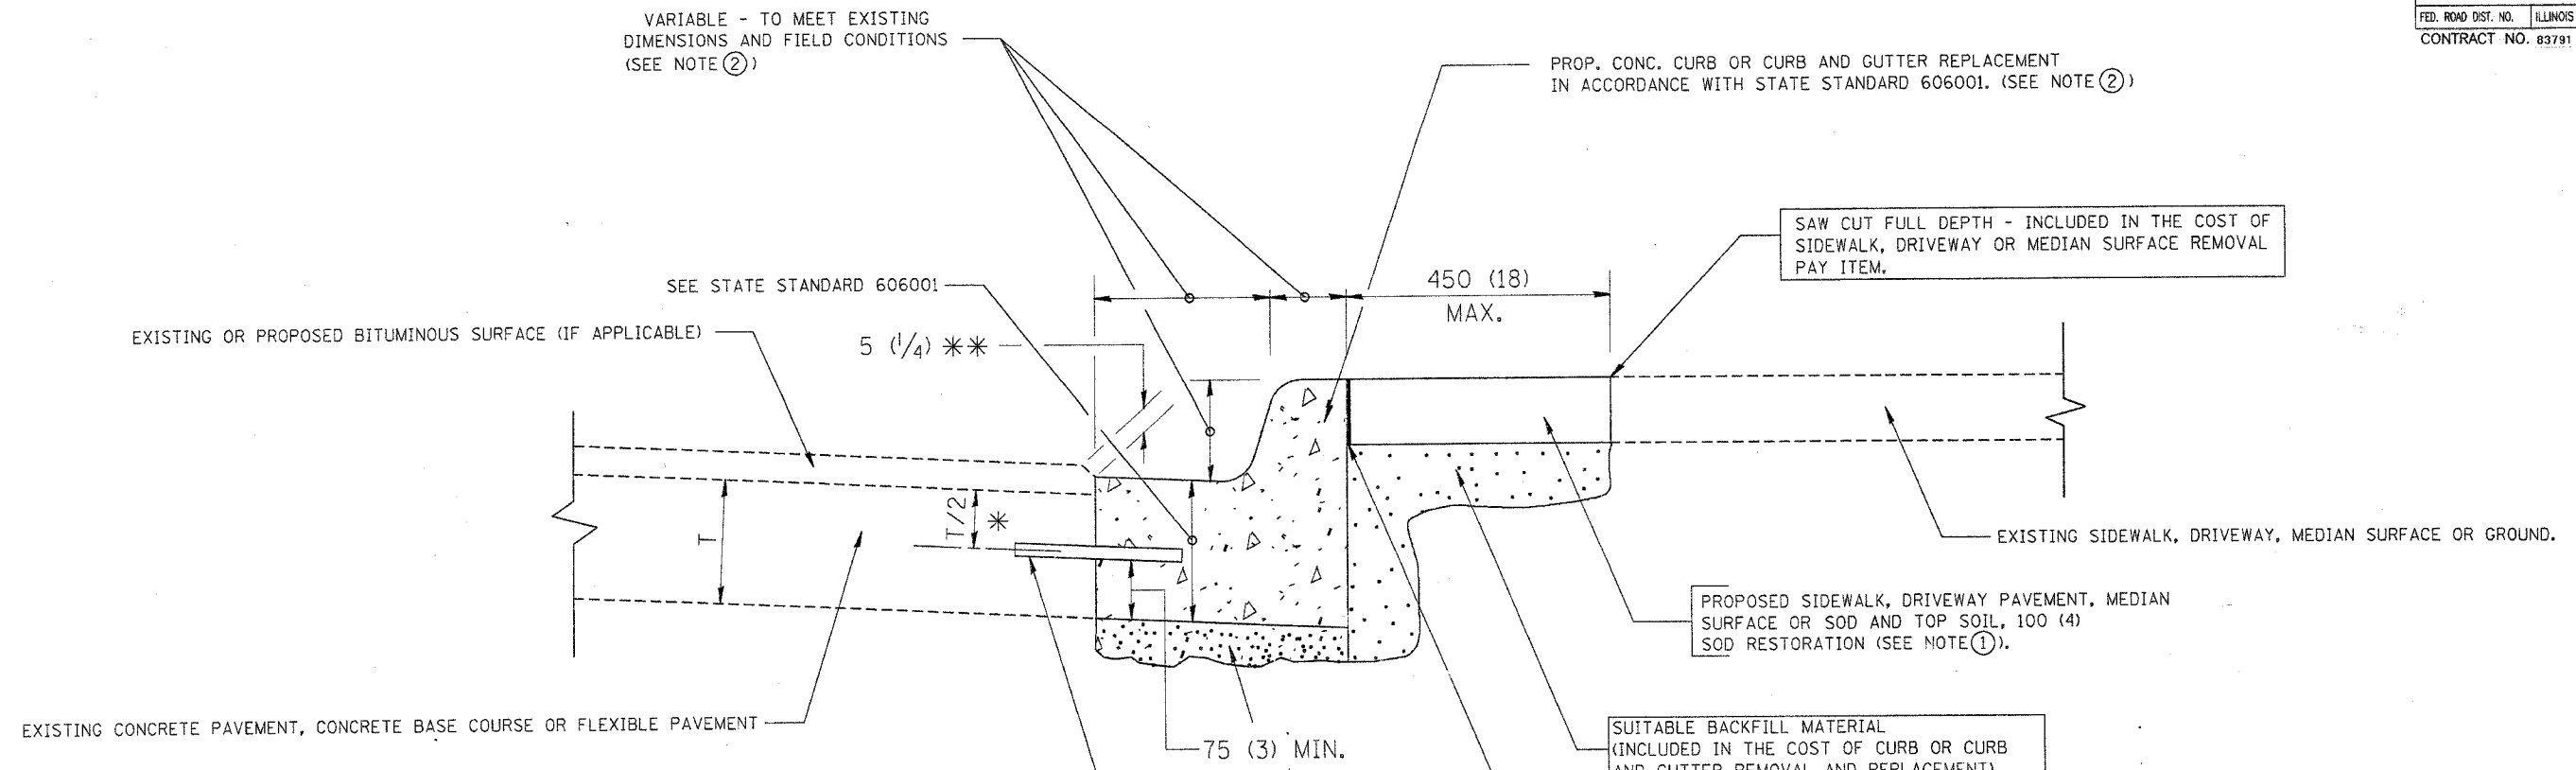 FED. ROAD DIST. NO. ILLINOIS
CONTRACT NO. 83791
VARIABLE - TO MEET EXISTING
DIMENSIONS AND FIELD CONDITIONS
(SEE NOTE ②)
PROP. CONC. CURB OR CURB AND GUTTER REPLACEMENT
IN ACCORDANCE WITH STATE STANDARD 606001. (SEE NOTE ②)
SAW CUT FULL DEPTH - INCLUDED IN THE COST OF
SIDEWALK, DRIVEWAY OR MEDIAN SURFACE REMOVAL
PAY ITEM.
SEE STATE STANDARD 606001
450 (18)
MAX.
EXISTING OR PROPOSED BITUMINOUS SURFACE (IF APPLICABLE)
5 (1/4) **
T
T/2
*
EXISTING SIDEWALK, DRIVEWAY, MEDIAN SURFACE OR GROUND.
PROPOSED SIDEWALK, DRIVEWAY PAVEMENT, MEDIAN
SURFACE OR SOD AND TOP SOIL, 100 (4)
SOD RESTORATION (SEE NOTE ①).
EXISTING CONCRETE PAVEMENT, CONCRETE BASE COURSE OR FLEXIBLE PAVEMENT
75 (3) MIN.
SUITABLE BACKFILL MATERIAL
(INCLUDED IN THE COST OF CURB OR CURB
AND GUTTER REMOVAL AND REPLACEMENT)